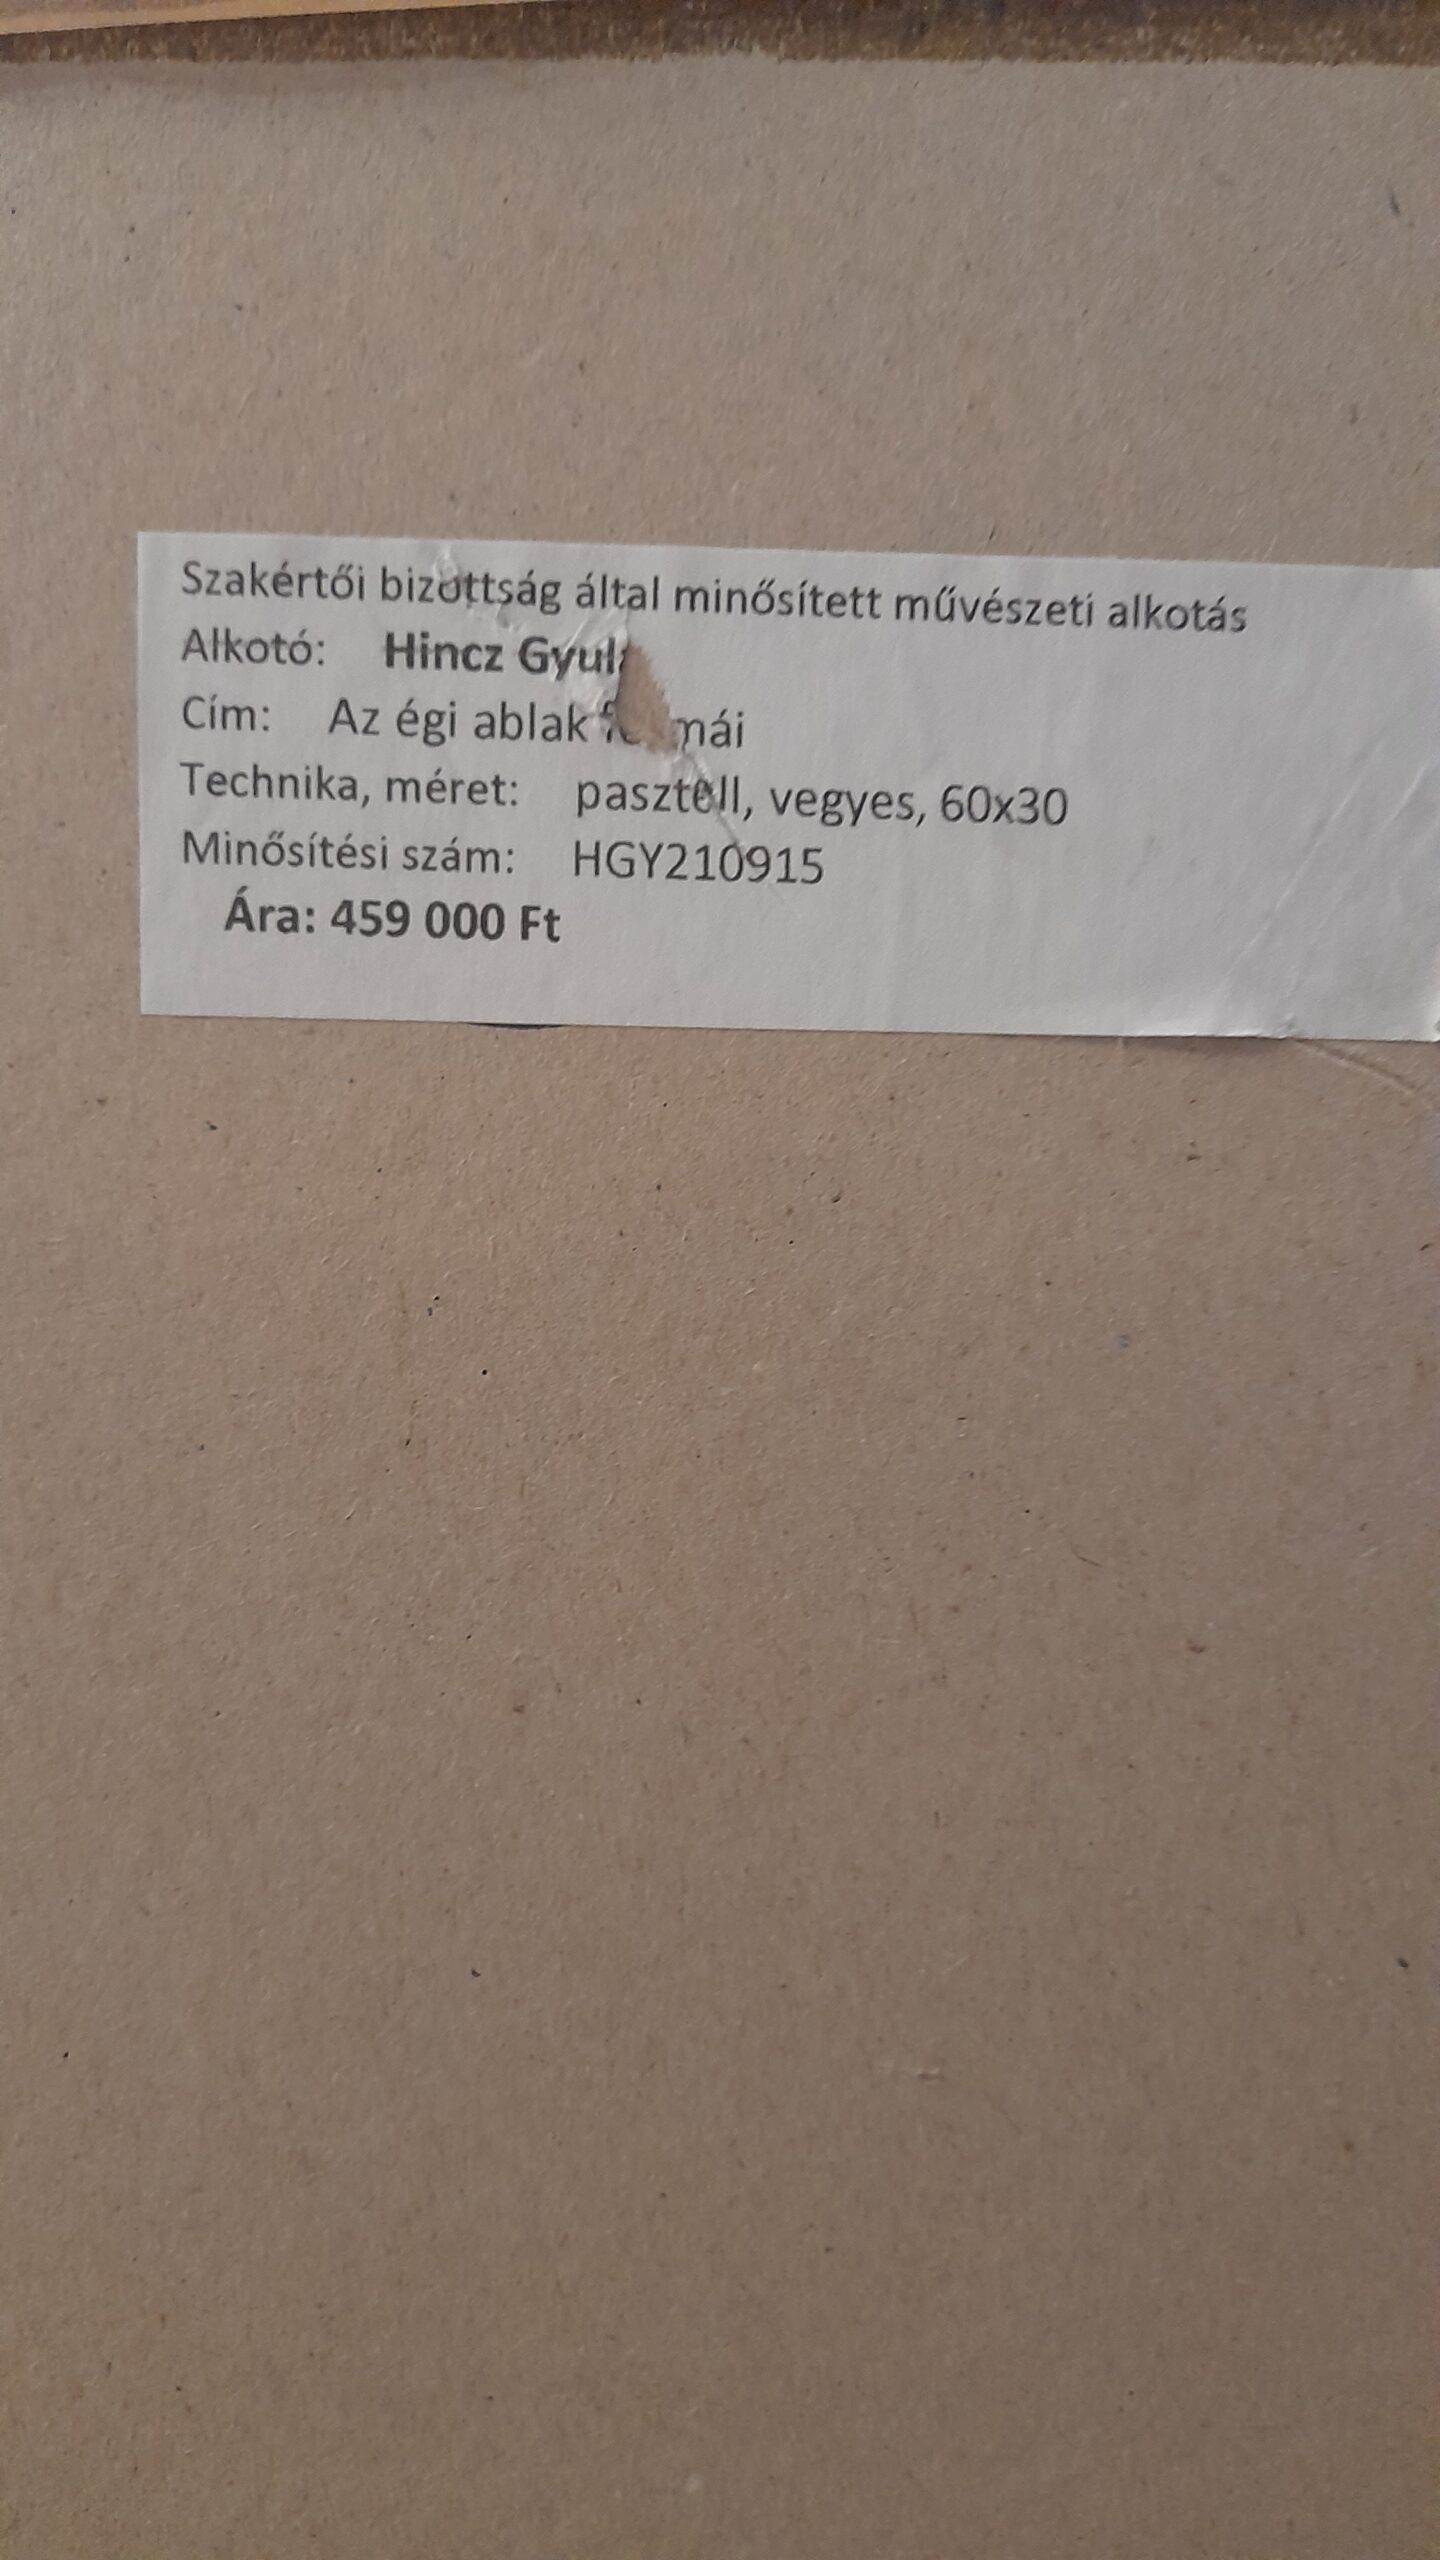 Szakértői bizottság által minősített művészeti alkotás
Alkotó: Hincz Gyula
Cím: Az égi ablak
Technika, méret: pasztell, vegyes, 60x30
Minősítési szám: HGY210915
Ára: 459 000 Ft